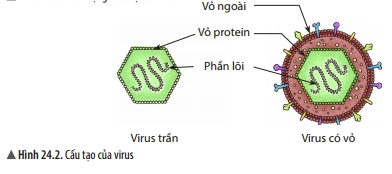 Vỏ ngoài
Vỏ protein
Phần lõi
Virus trần
Virus có vỏ
▲ Hình 24.2. Cấu tạo của virus